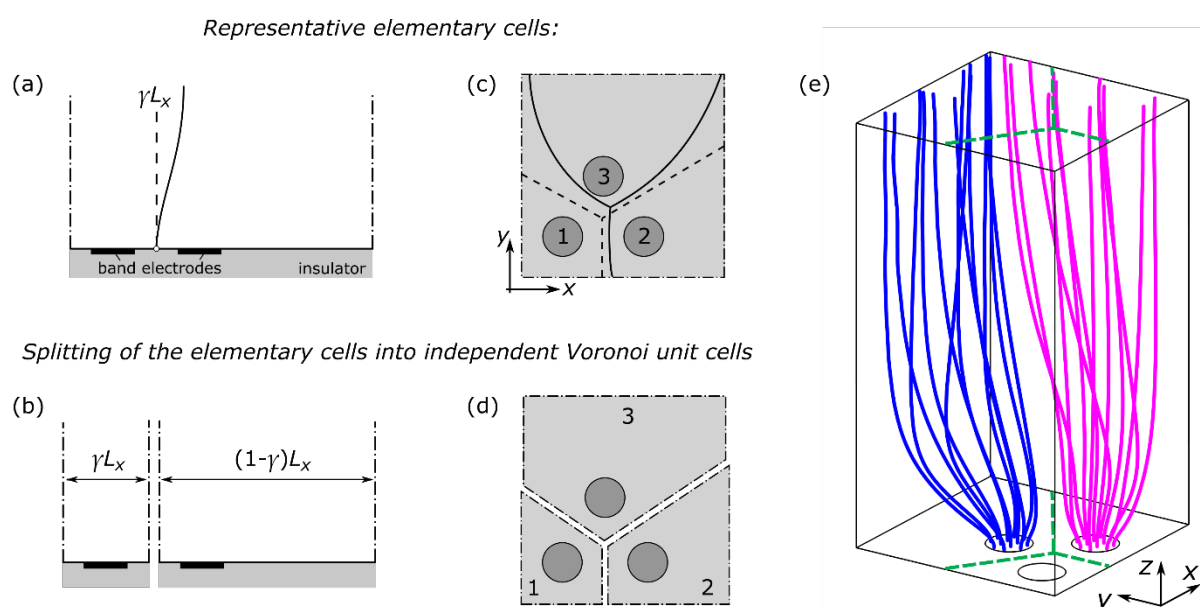 Representative elementary cells:
(a)
γLₓ
band electrodes
insulator
(c)
3
1
2
y
x
(e)
Splitting of the elementary cells into independent Voronoi unit cells
(b)
γLₓ
(1-γ)Lₓ
(d)
3
1
2
z
x
y